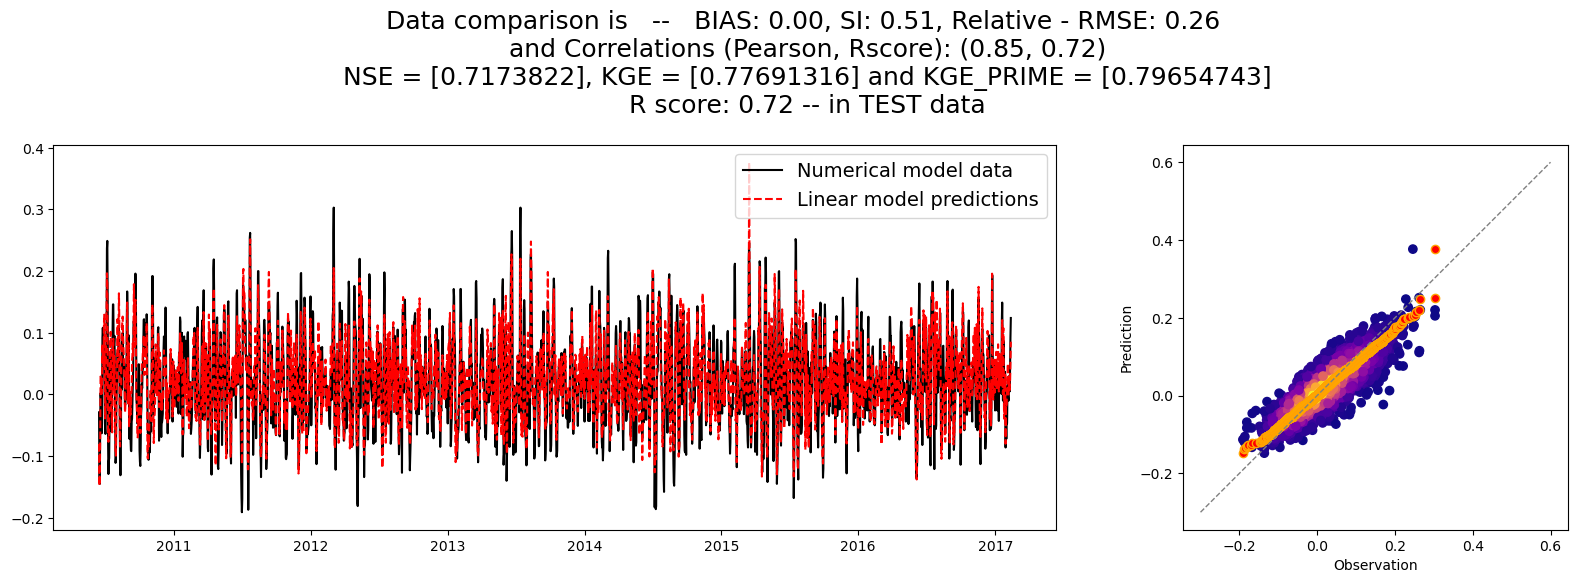 Data comparison is -- BIAS: 0.00, SI: 0.51, Relative - RMSE: 0.26
and Correlations (Pearson, Rscore): (0.85, 0.72)
NSE = [0.7173822], KGE = [0.77691316] and KGE_PRIME = [0.79654743]
R score: 0.72 -- in TEST data
0.4
0.3
0.2
0.1
0.0
−0.1
−0.2
2011 2012 2013 2014 2015 2016 2017
Numerical model data
Linear model predictions
Prediction
0.6
0.4
0.2
0.0
−0.2
−0.2 0.0 0.2 0.4 0.6
Observation